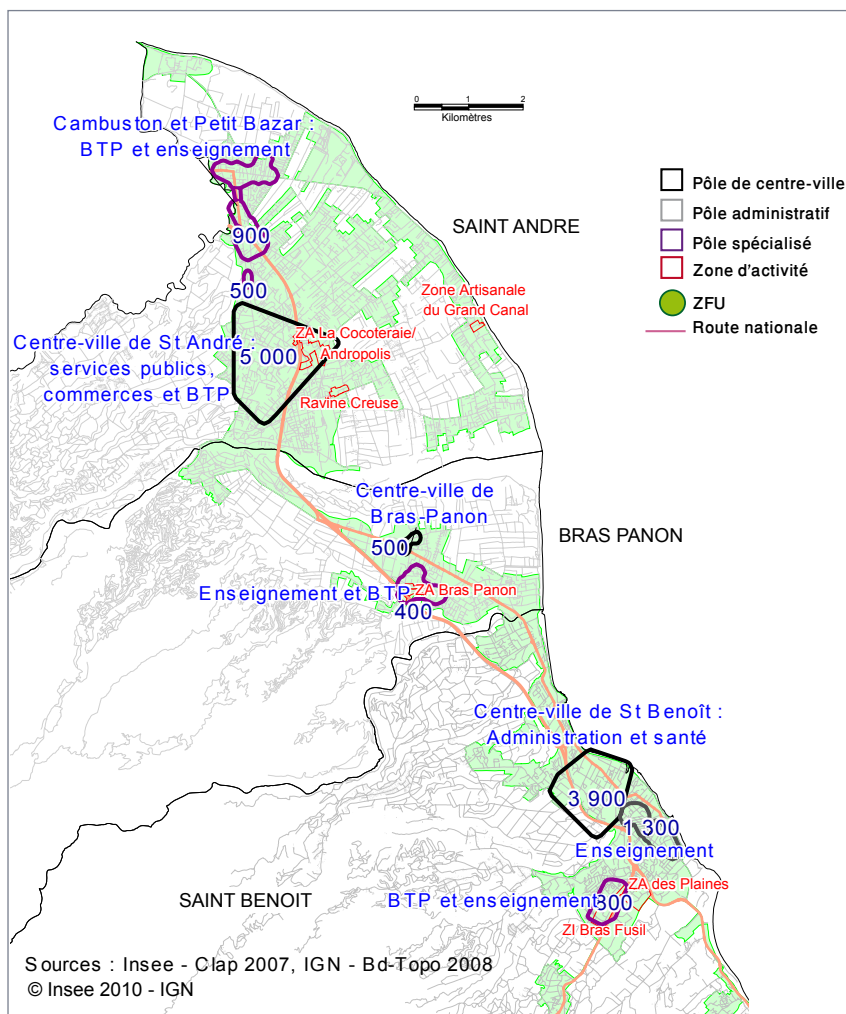 0 1 2
Kilomètres
Cambuston et Petit Bazar :
BTP et enseignement
Pôle de centre-ville
Pôle administratif
Pôle spécialisé
Zone d'activité
ZFU
Route nationale
SAINT ANDRE
900
500
Zone Artisanale
du Grand Canal
Centre-ville de St André :
services publics,
commerces et BTP
5 000
ZA La Cocoteraie/
Andropolis
Ravine Creuse
Centre-ville de
Bras-Panon
500
BRAS PANON
Enseignement et BTP
ZA Bras Panon
400
Centre-ville de St Benoît :
Administration et santé
3 900
1 300
Enseignement
ZA des Plaines
BTP et enseignement
300
SAINT BENOIT
ZI Bras Fusil
Sources : Insee - Clap 2007, IGN - Bd-Topo 2008
© Insee 2010 - IGN